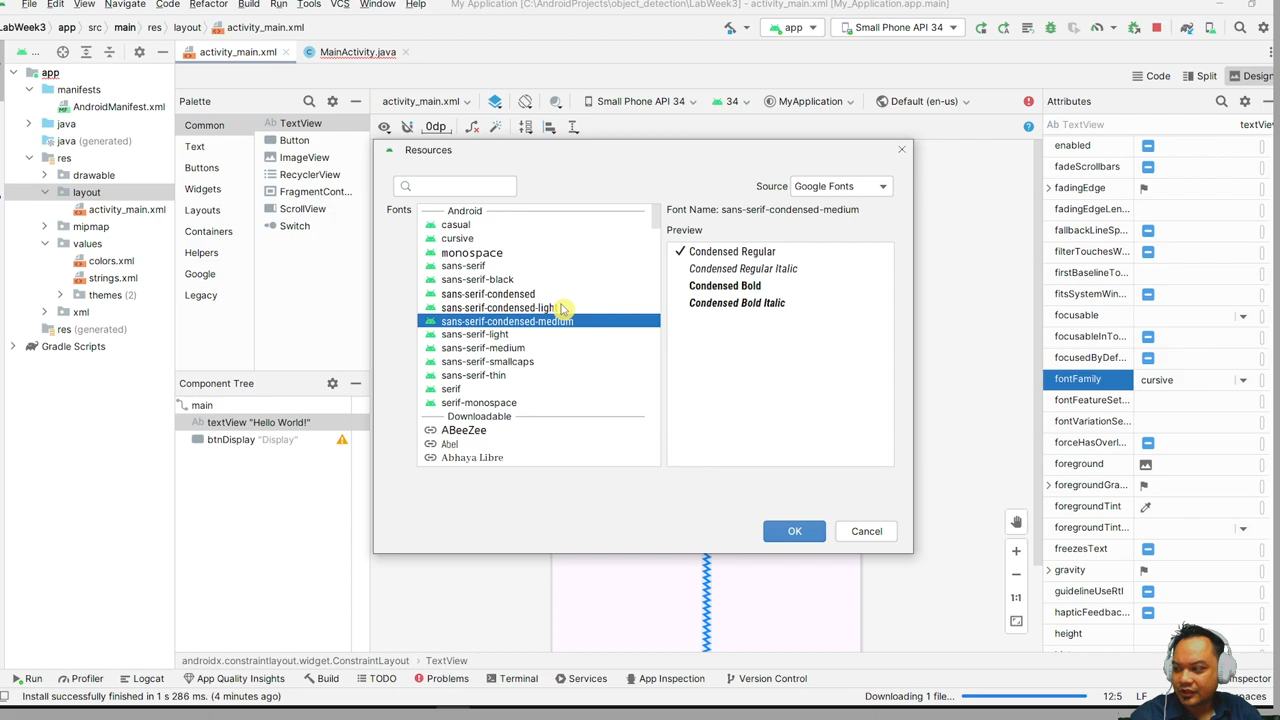 File Edit View Navigate Code Refactor Build Run Tools VCS Window Help My Application [C:/AndroidProjects/object_detection/LabWeek3] - activity_main.xml [My_Application.app.main]
LabWeek3 app src main res layout activity_main.xml
app Small Phone API 34
... activity_main.xml MainActivity.java
Code Split Design
app
manifests
AndroidManifest.xml
java
java (generated)
res
drawable
layout
activity_main.xml
mipmap
values
colors.xml
strings.xml
themes (2)
xml
res (generated)
Gradle Scripts
Palette
Common
Text
Buttons
Widgets
Layouts
Containers
Helpers
Google
Legacy
Ab TextView
Button
ImageView
RecyclerView
FragmentCont...
ScrollView
Switch
Component Tree
main
Ab textView "Hello World!"
btnDisplay "Display"
activity_main.xml Small Phone API 34 34 MyApplication Default (en-us)
0dp
Resources
Source Google Fonts
Fonts
Android
casual
cursive
monospace
sans-serif
sans-serif-black
sans-serif-condensed
sans-serif-condensed-light
sans-serif-condensed-medium
sans-serif-light
sans-serif-medium
sans-serif-smallcaps
sans-serif-thin
serif
serif-monospace
Downloadable
ABeeZee
Abel
Abhaya Libre
Font Name: sans-serif-condensed-medium
Preview
Condensed Regular
Condensed Regular Italic
Condensed Bold
Condensed Bold Italic
OK Cancel
1:1
Attributes
Ab TextView textVie
enabled
fadeScrollbars
fadingEdge
fadingEdgeLen...
fallbackLineSp...
filterTouchesW...
firstBaselineTo...
fitsSystemWin...
focusable
focusableInTo...
focusedByDef...
fontFamily cursive
fontFeatureSet...
fontVariationSe...
forceHasOverl...
foreground
foregroundGra...
foregroundTint
foregroundTint...
freezesText
gravity
guidelineUseRtl
hapticFeedbac...
height
androidx.constraintlayout.widget.ConstraintLayout TextView
Run Profiler Logcat App Quality Insights Build TODO Problems Terminal Services App Inspection Version Control Inspector
Install successfully finished in 1 s 286 ms. (4 minutes ago) Downloading 1 file... 12:5 LF spaces